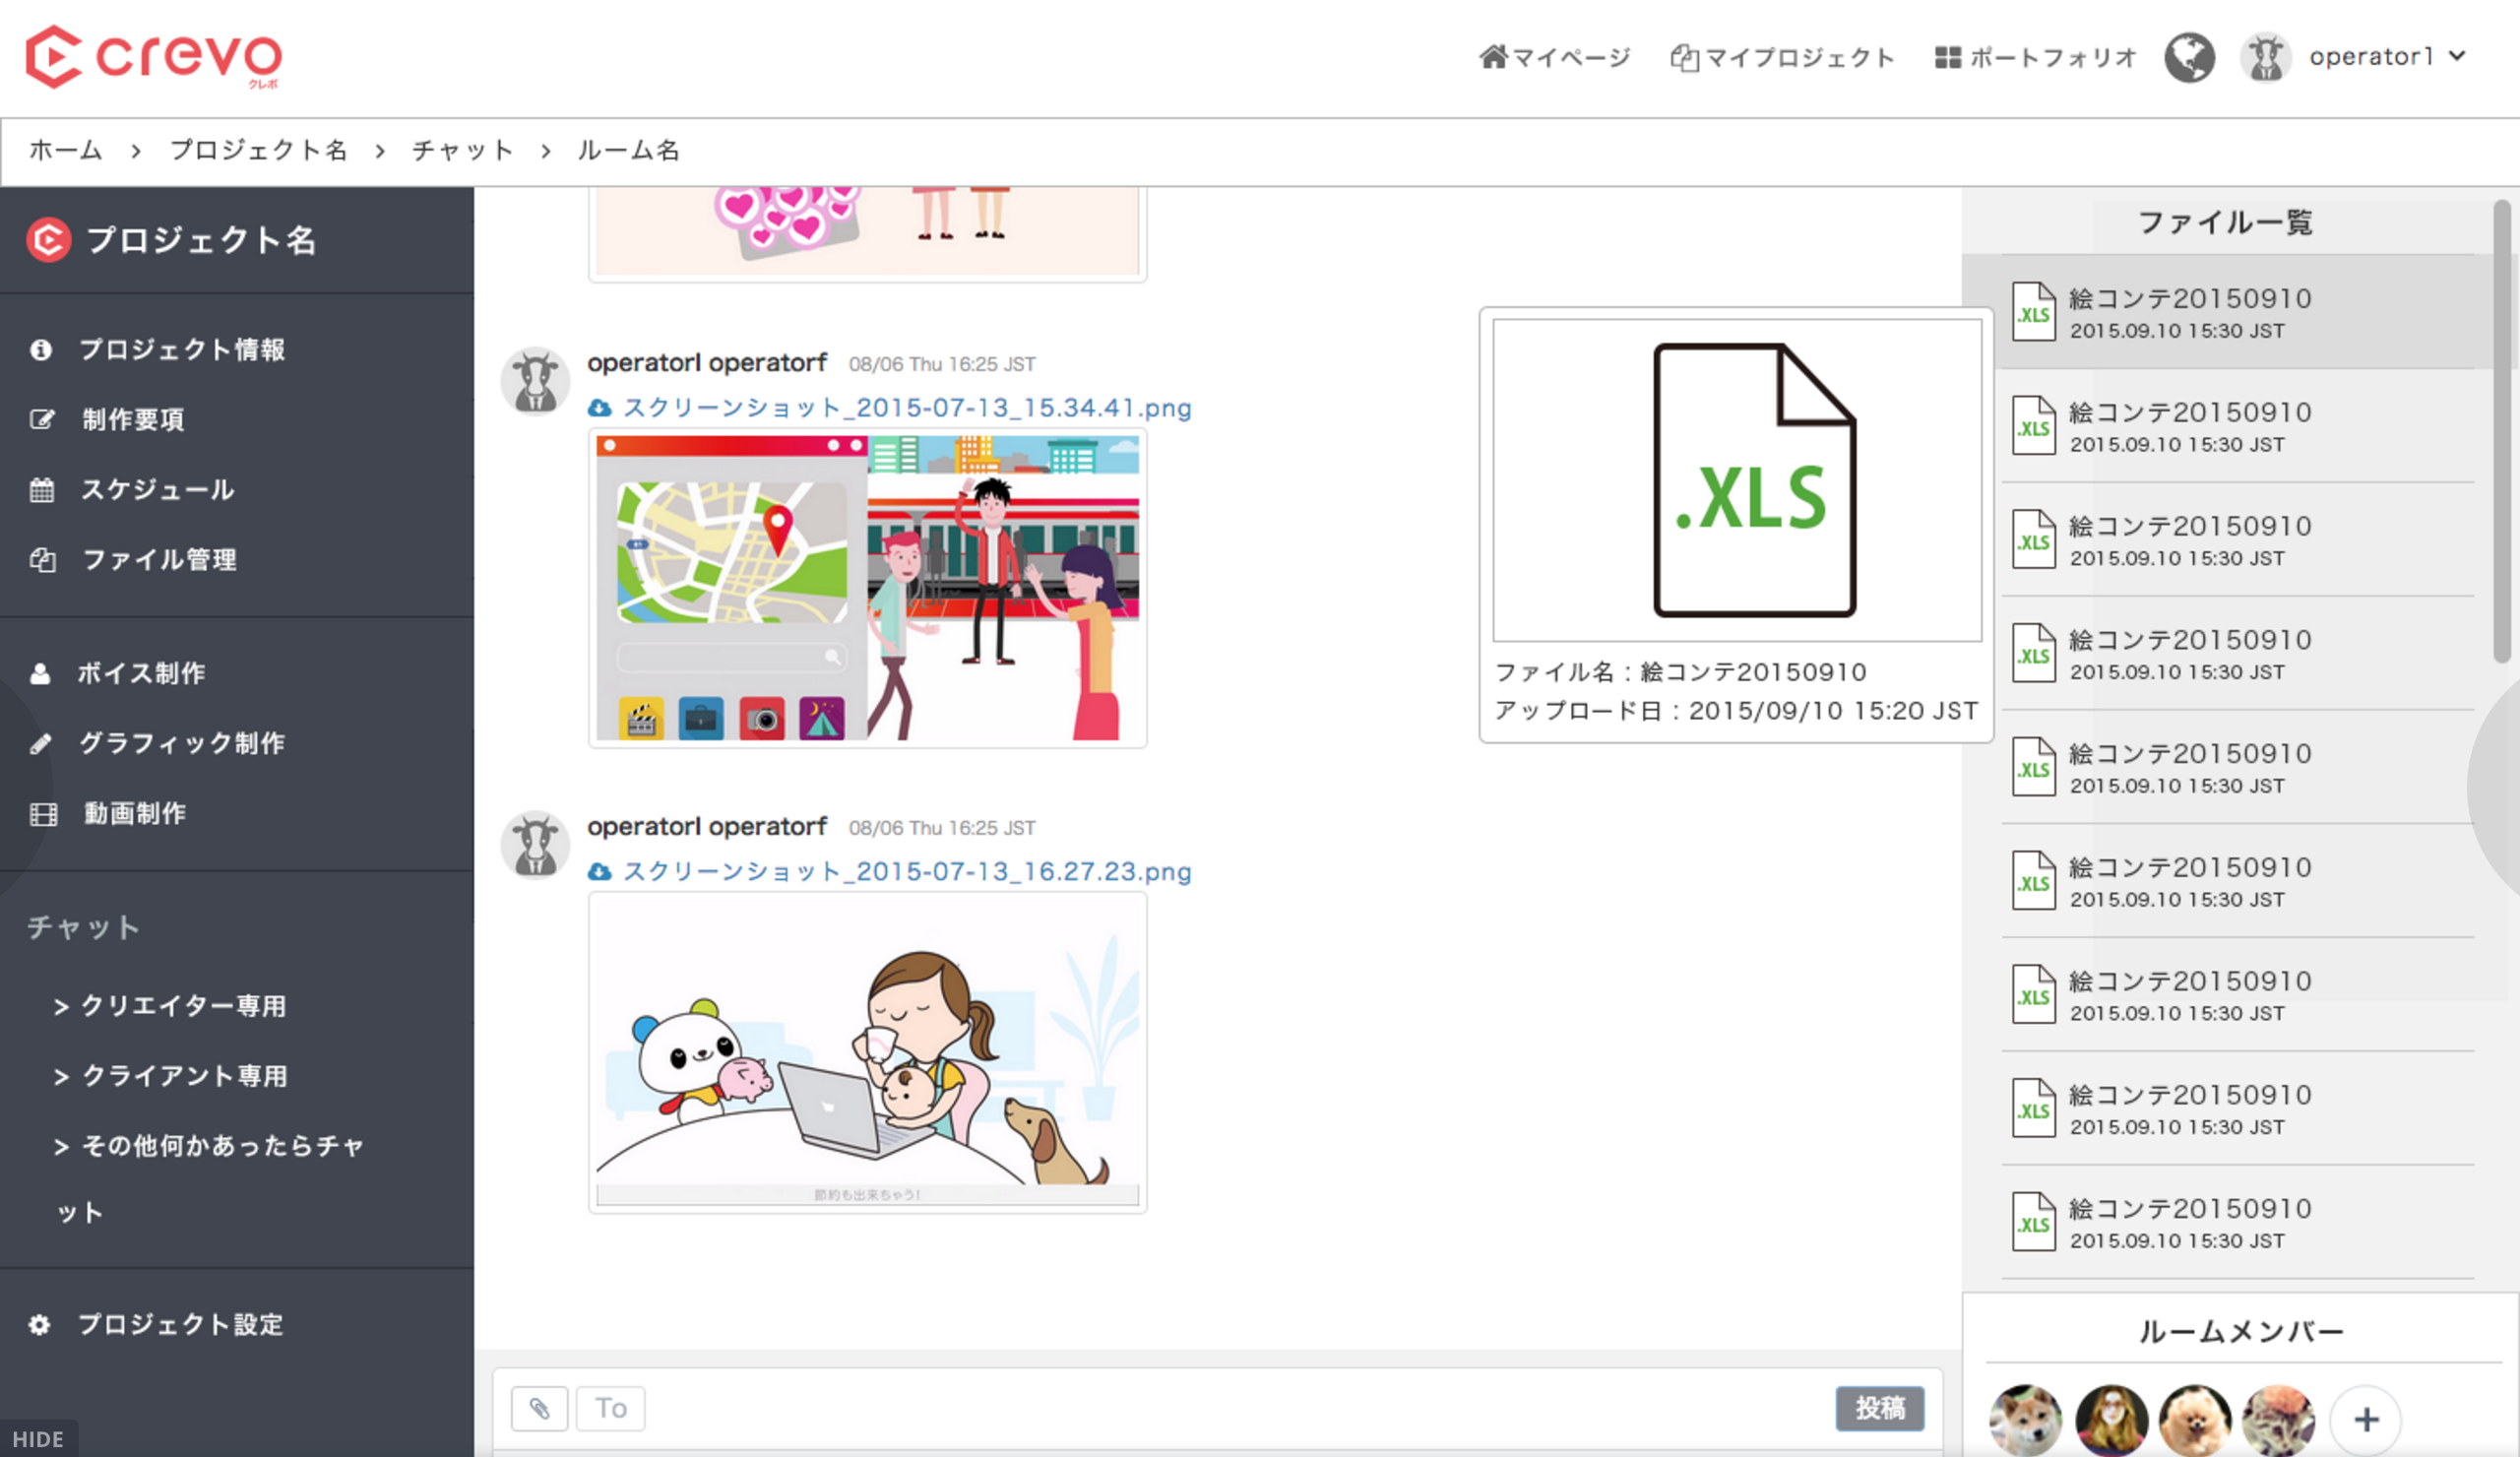 crevo
クレボ
マイページ
マイプロジェクト
ポートフォリオ
operator1
ホーム > プロジェクト名 > チャット > ルーム名
プロジェクト名
プロジェクト情報
制作要項
スケジュール
ファイル管理
ボイス制作
グラフィック制作
動画制作
チャット
> クリエイター専用
> クライアント専用
> その他何かあったらチャ
ット
プロジェクト設定
HIDE
operatorl operatorf 08/06 Thu 16:25 JST
スクリーンショット_2015-07-13_15.34.41.png
operatorl operatorf 08/06 Thu 16:25 JST
スクリーンショット_2015-07-13_16.27.23.png
節約も出来ちゃう!
To
投稿
.XLS
ファイル名：絵コンテ20150910
アップロード日：2015/09/10 15:20 JST
ファイル一覧
.XLS
絵コンテ20150910
2015.09.10 15:30 JST
.XLS
絵コンテ20150910
2015.09.10 15:30 JST
.XLS
絵コンテ20150910
2015.09.10 15:30 JST
.XLS
絵コンテ20150910
2015.09.10 15:30 JST
.XLS
絵コンテ20150910
2015.09.10 15:30 JST
.XLS
絵コンテ20150910
2015.09.10 15:30 JST
.XLS
絵コンテ20150910
2015.09.10 15:30 JST
.XLS
絵コンテ20150910
2015.09.10 15:30 JST
.XLS
絵コンテ20150910
2015.09.10 15:30 JST
ルームメンバー
+